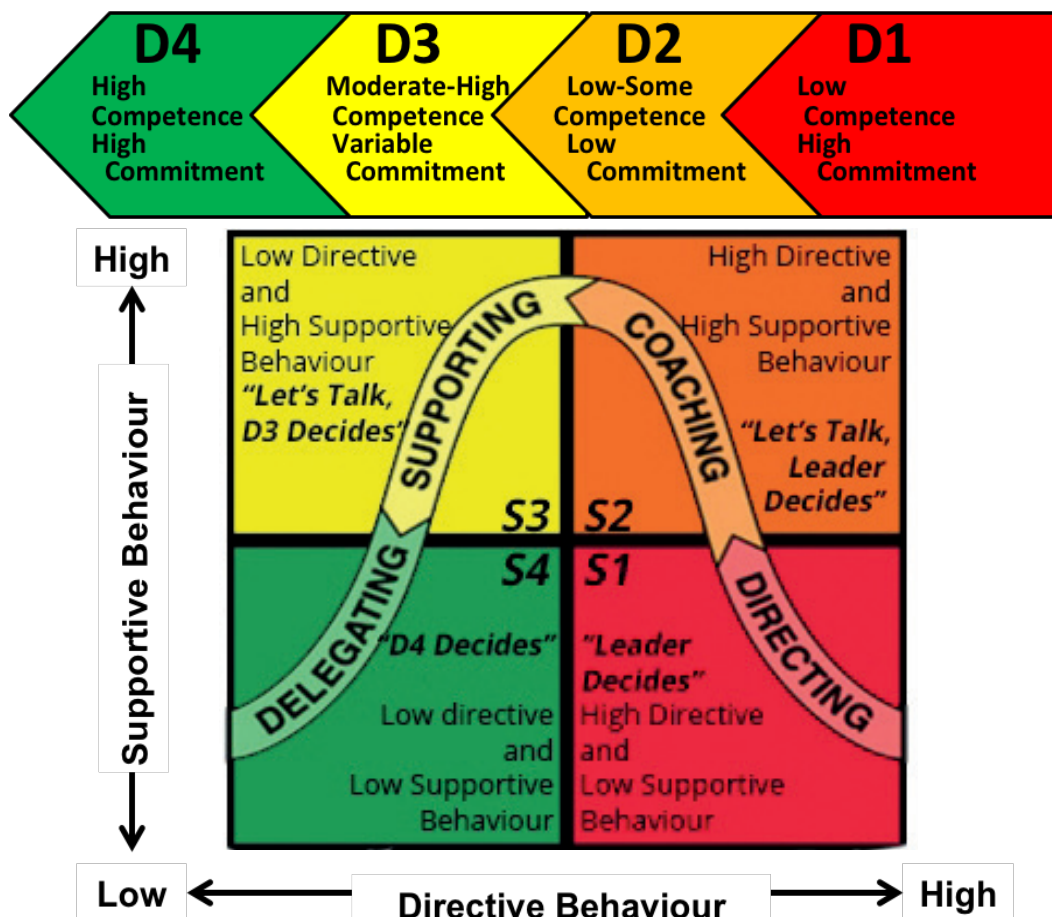 D4
High
Competence
High
Commitment
D3
Moderate-High
Competence
Variable
Commitment
D2
Low-Some
Competence
Low
Commitment
D1
Low
Competence
High
Commitment
High
Supportive Behaviour
Low Directive
and
High Supportive
Behaviour
“Let’s Talk,
D3 Decides”
S3
SUPPORTING
High Directive
and
High Supportive
Behaviour
“Let’s Talk,
Leader
Decides”
S2
COACHING
S4
“D4 Decides”
Low directive
and
Low Supportive
Behaviour
DELEGATING
S1
“Leader
Decides”
High Directive
and
Low Supportive
Behaviour
DIRECTING
Low
Directive Behaviour
High